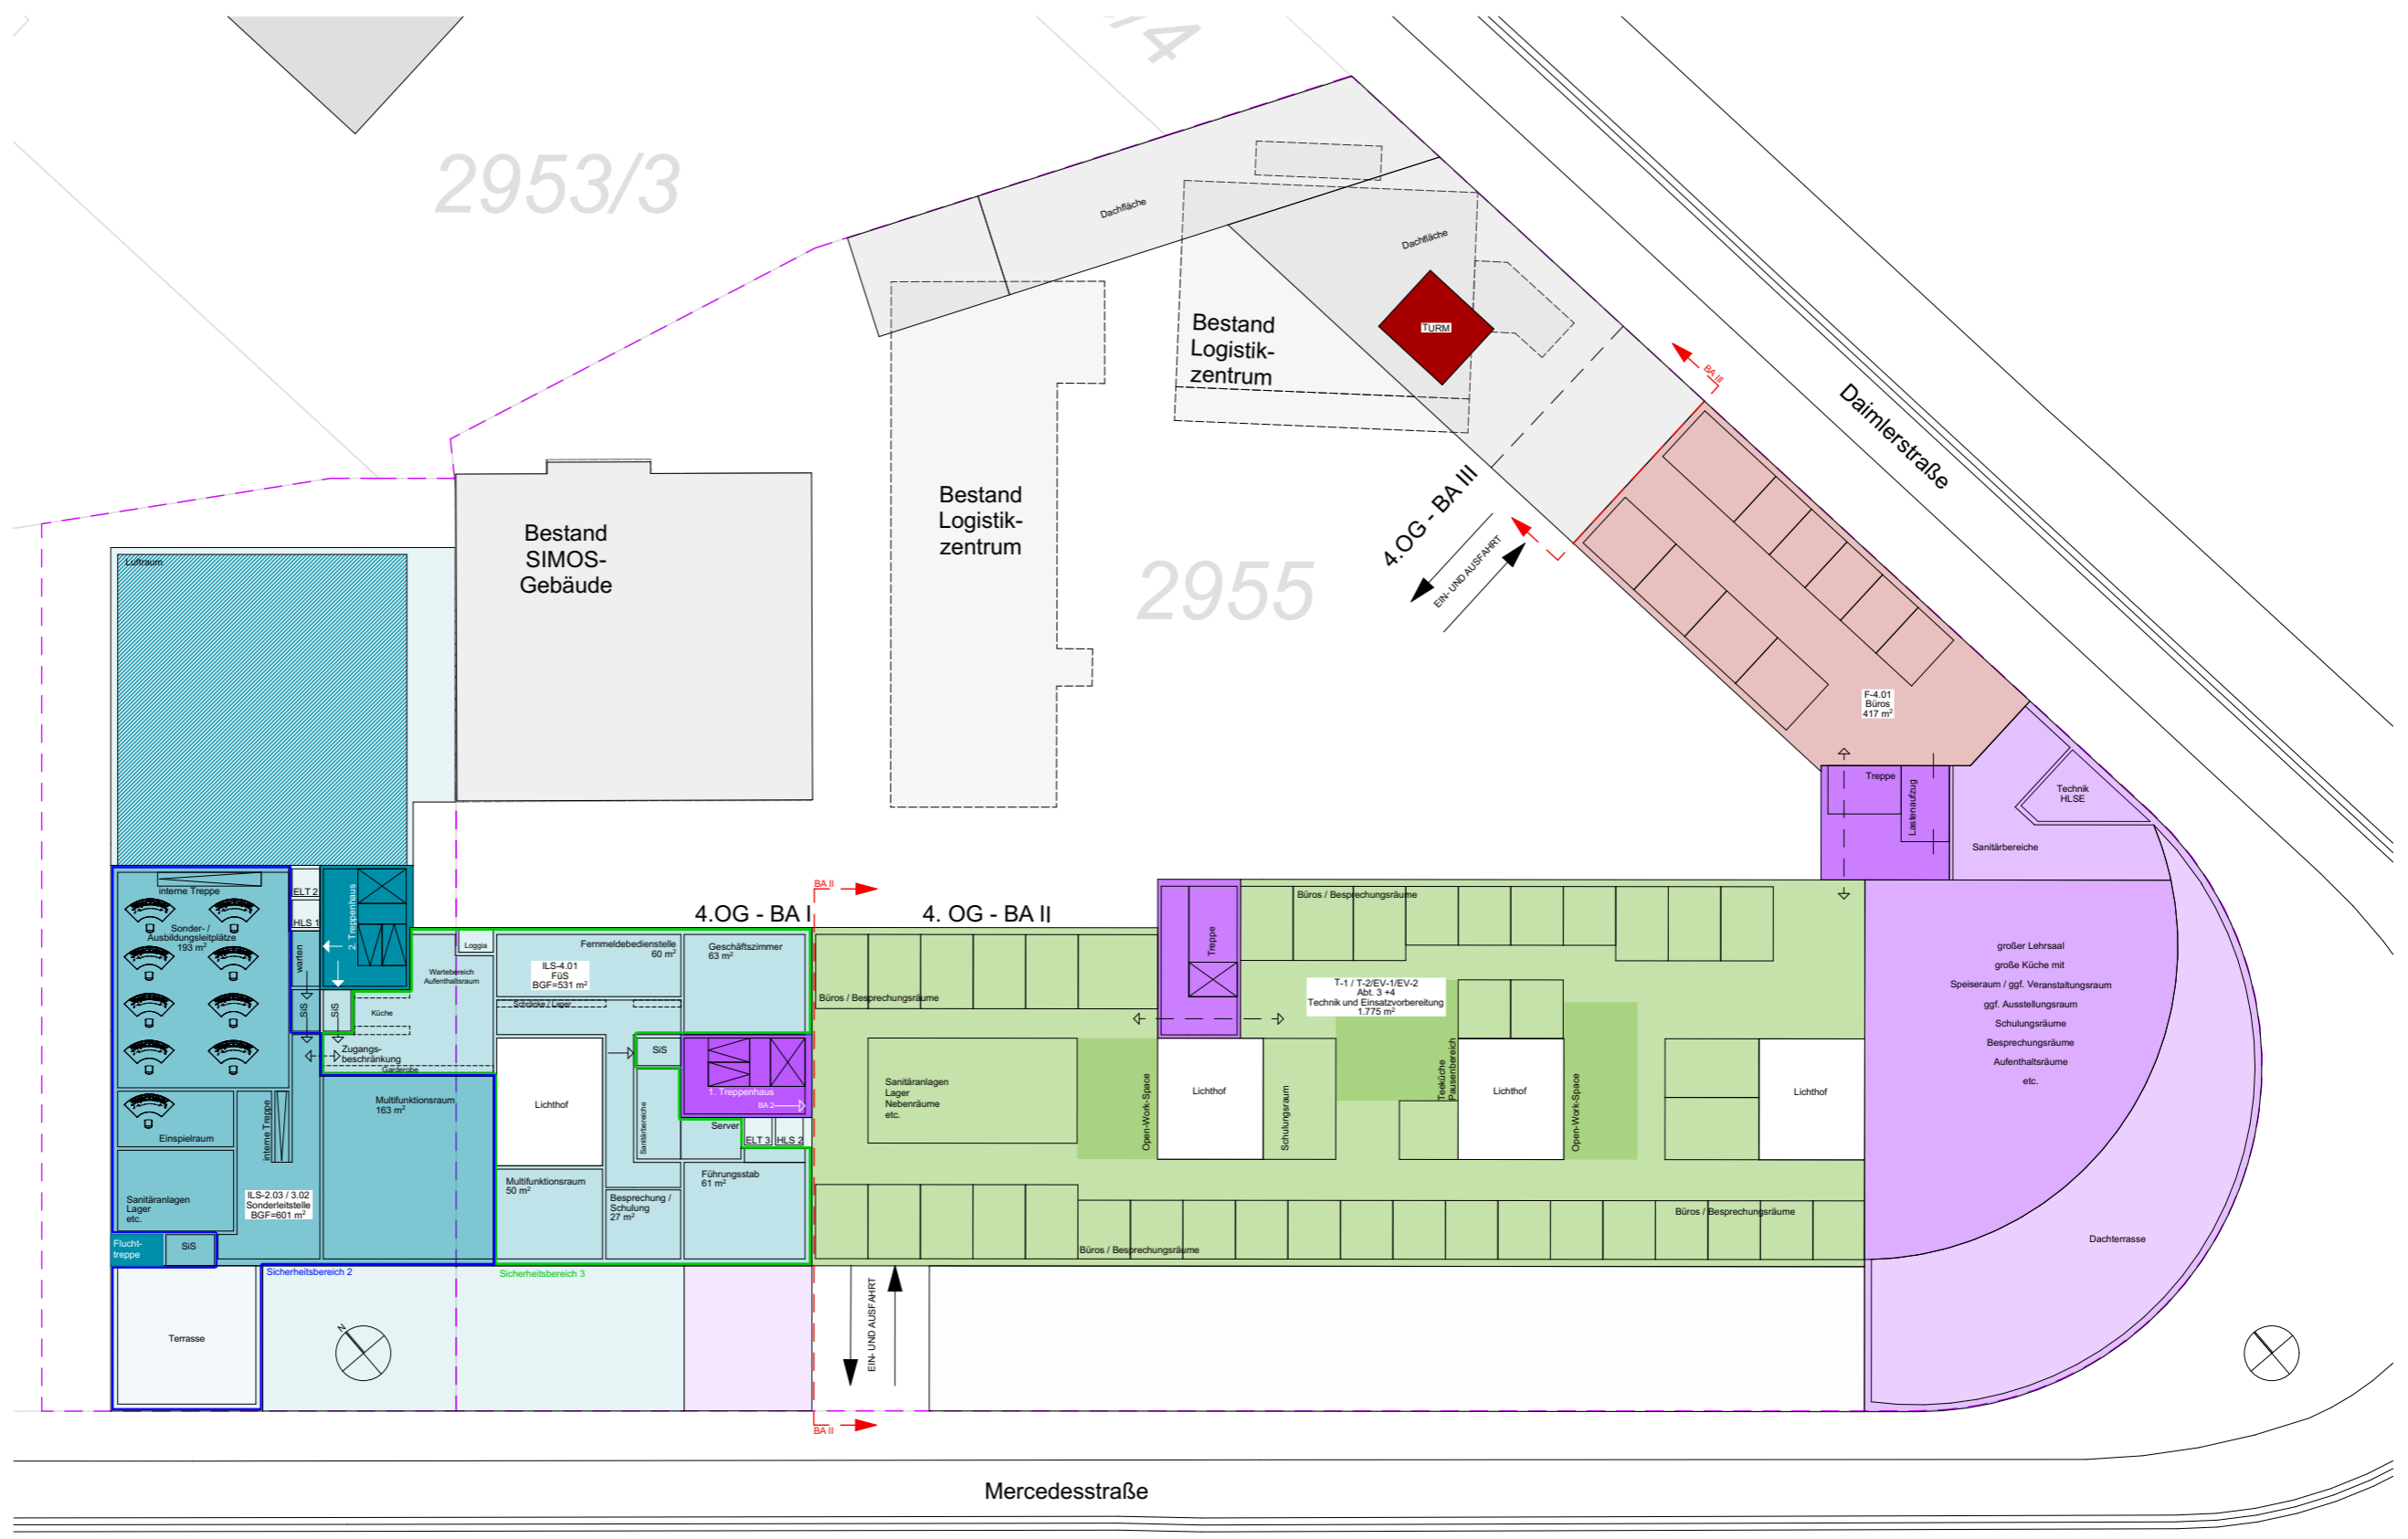 /4
2953/3
Dachfläche
Dachfläche
Bestand
Logistik-
zentrum
TURM
BA III
Daimlerstraße
4.OG - BA III
EIN- UND AUSFAHRT
Bestand
Logistik-
zentrum
Bestand
SIMOS-
Gebäude
2955
Luftraum
F-4.01
Büros
417 m²
Treppe
Lastenaufzug
Technik
HLSE
Sanitärbereiche
interne Treppe
ELT 2
HLS 1
2. Treppenhaus
Sonder- /
Ausbildungsleitplätze
193 m²
warten
SiS
SiS
BA II
4.OG - BA I
4. OG - BA II
Loggia
Wartebereich
Aufenthaltsraum
Fernmeldebedienstelle
60 m²
ILS-4.01
FüS
BGF=531 m²
Geschäftszimmer
63 m²
Schränke / Lager
Küche
Zugangs-
beschränkung
Garderobe
SiS
1. Treppenhaus
BA 2
Büros / Besprechungsräume
Treppe
Büros / Besprechungsräume
T-1 / T-2/EV-1/EV-2
Abt. 3 +4
Technik und Einsatzvorbereitung
1.775 m²
großer Lehrsaal
große Küche mit
Speiseraum / ggf. Veranstaltungsraum
ggf. Ausstellungsraum
Schulungsräume
Besprechungsräume
Aufenthaltsräume
etc.
Multifunktionsraum
163 m²
Lichthof
Sanitärbereiche
Server
ELT 3
HLS 2
Sanitäranlagen
Lager
Nebenräume
etc.
Open-Work-Space
Lichthof
Schulungsraum
Teeküche
Pausenbereich
Lichthof
Open-Work-Space
Lichthof
Einspielraum
interne Treppe
Sanitäranlagen
Lager
etc.
ILS-2.03 / 3.02
Sonderleitstelle
BGF=601 m²
Multifunktionsraum
50 m²
Besprechung /
Schulung
27 m²
Führungsstab
61 m²
Büros / Besprechungsräume
Büros / Besprechungsräume
Dachterrasse
Flucht-
treppe
SiS
Sicherheitsbereich 2
Sicherheitsbereich 3
Terrasse
N
EIN- UND AUSFAHRT
BA II
Mercedesstraße